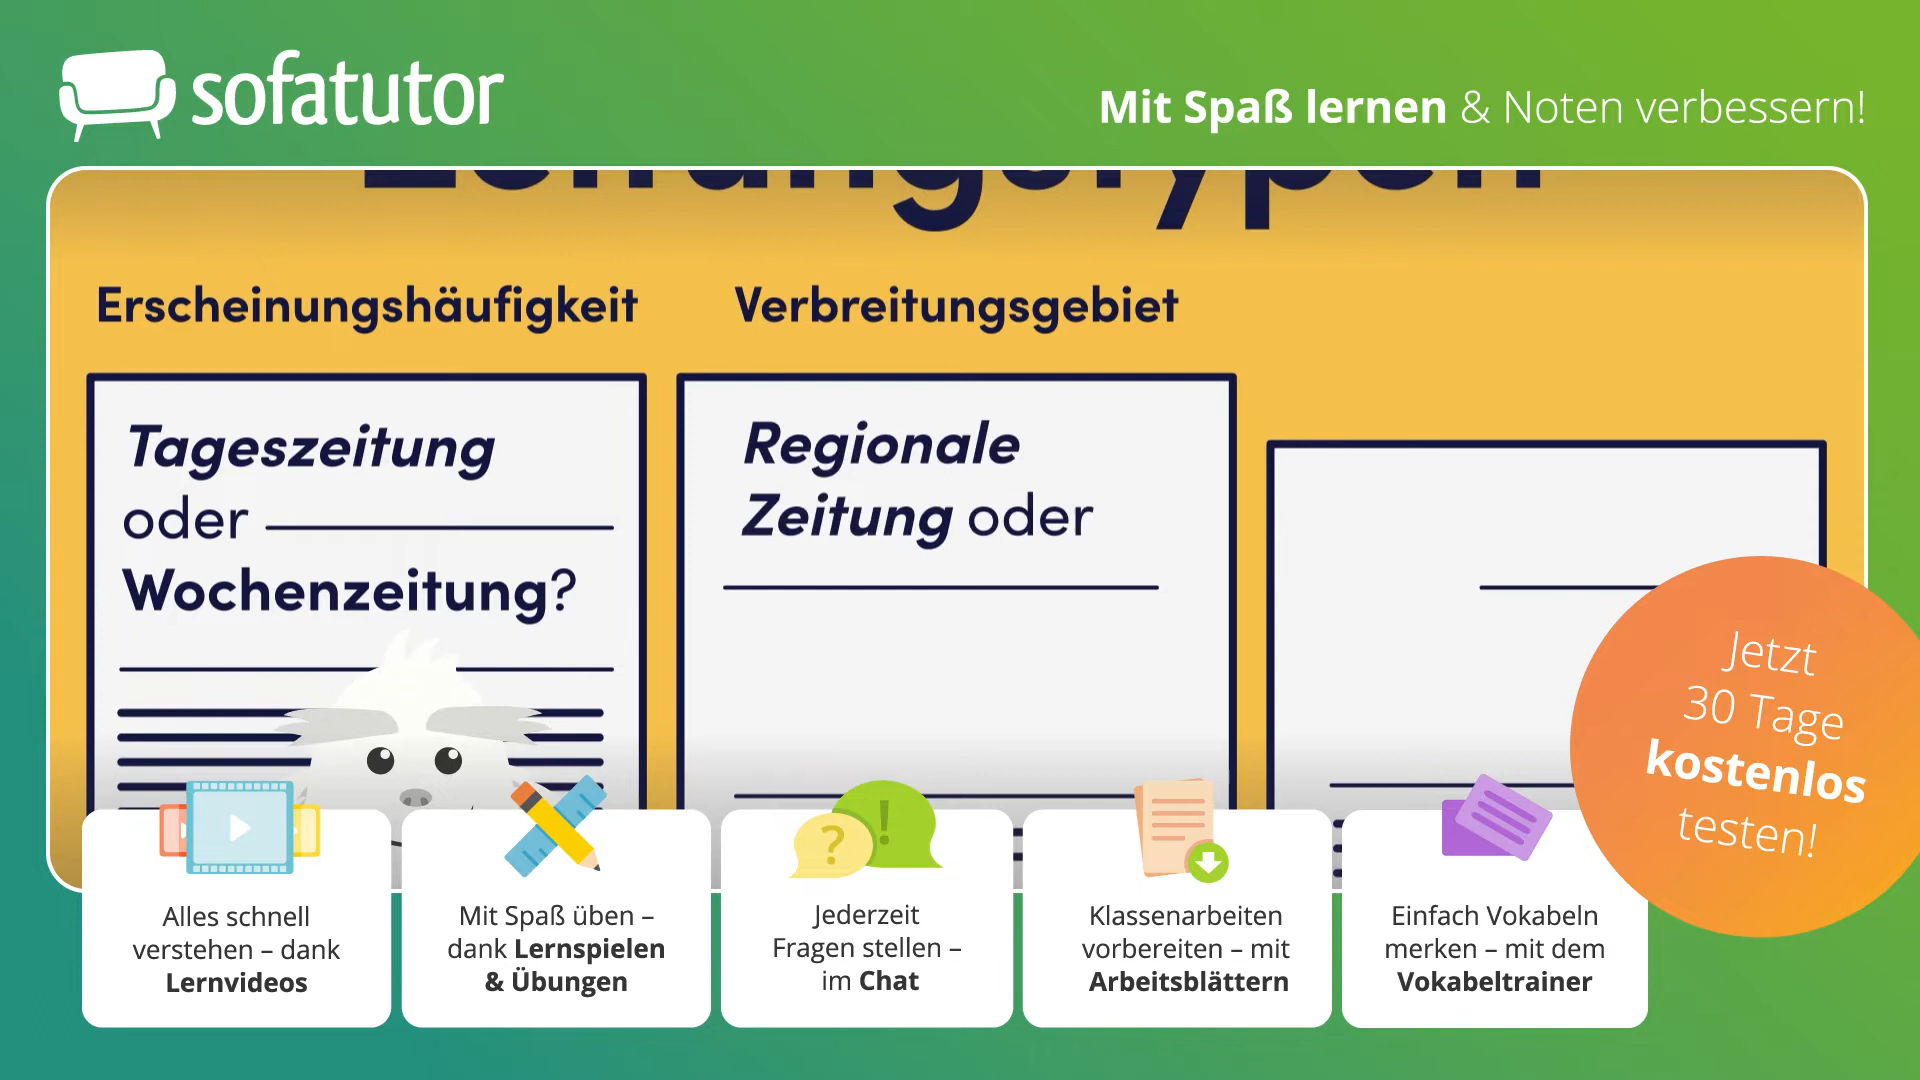 sofatutor
Mit Spaß lernen & Noten verbessern!
Zeitungstypen
Erscheinungshäufigkeit
Verbreitungsgebiet
Tageszeitung
oder
Wochenzeitung?
Regionale
Zeitung oder
Jetzt
30 Tage
kostenlos
testen!
Alles schnell
verstehen – dank
Lernvideos
Mit Spaß üben –
dank Lernspielen
& Übungen
? !
Jederzeit
Fragen stellen –
im Chat
Klassenarbeiten
vorbereiten – mit
Arbeitsblättern
Einfach Vokabeln
merken – mit dem
Vokabeltrainer